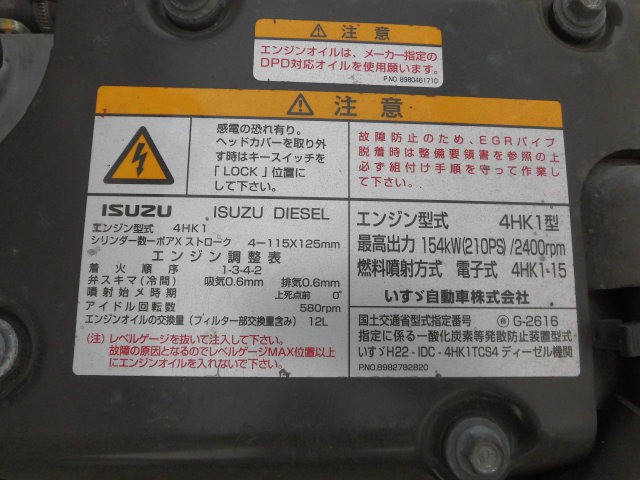 注意
エンジンオイルは、メーカー指定の
DPD対応オイルを使用願います。
P.NO.8980461710
注意
感電の恐れ有り。
ヘッドカバーを取り外
す時はキースイッチを
「LOCK」位置に
して下さい。
故障防止のため、EGRパイプ
脱着時は整備要領書を参照の上
必ず組付け手順を守って作業し
て下さい。
ISUZU ISUZU DIESEL
エンジン型式 4HK1
シリンダー数ーボアX ストローク 4ー115X125mm
エンジン調整表
着火順序 1-3-4-2
弁スキマ(冷間) 吸気0.6mm 排気0.6mm
噴射始メ時期 上死点前 0°
アイドル回転数 580rpm
エンジンオイルの交換量(フィルター部交換量含み) 12L
(注)レベルゲージを抜いて注入して下さい。
故障の原因となるのでレベルゲージMAX位置以上
にエンジンオイルを入れないで下さい。
エンジン型式 4HK1型
最高出力 154kW(210PS)/2400rpm
燃料噴射方式 電子式 4HK1-15
いすゞ自動車株式会社
国土交通省型式指定番号 G-2616
指定に係る一酸化炭素等発散防止装置型式
いすゞH22-IDC-4HK1TCS4 ディーゼル機関
P.NO.8982782820